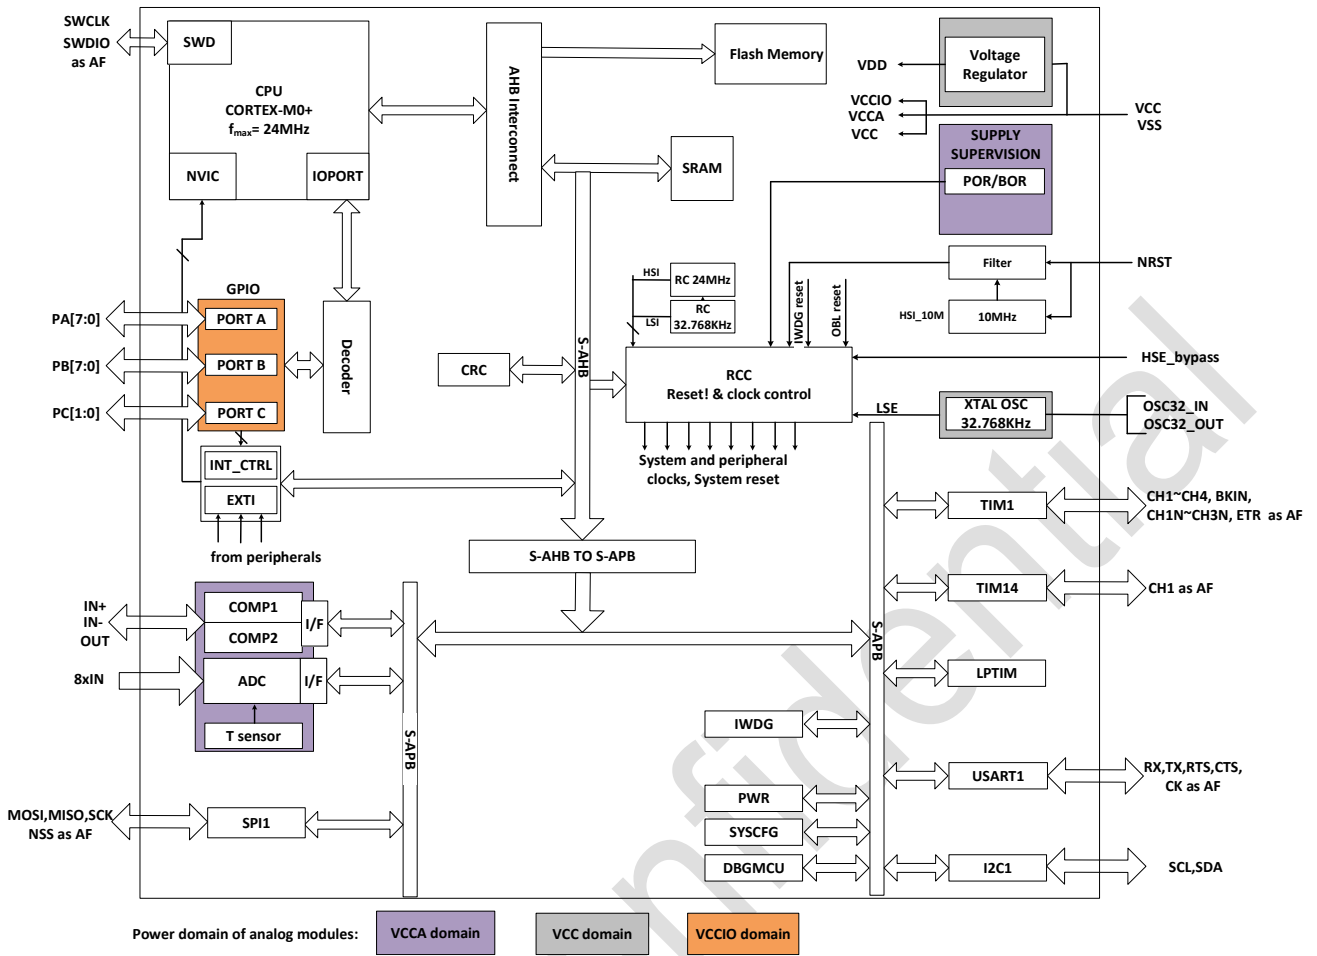 SWCLK
SWDIO
as AF
SWD
CPU
CORTEX-M0+
fmax= 24MHz
NVIC
IOPORT
AHB Interconnect
Flash Memory
SRAM
Voltage
Regulator
VDD
VCCIO
VCCA
VCC
VCC
VSS
SUPPLY
SUPERVISION
POR/BOR
Filter
NRST
HSI_10M
10MHz
HSI
RC 24MHz
LSI
RC
32.768KHz
IWDG reset
OBL reset
GPIO
PA[7:0]
PORT A
PB[7:0]
PORT B
PC[1:0]
PORT C
Decoder
CRC
S-AHB
RCC
Reset! & clock control
HSE_bypass
LSE
XTAL OSC
32.768KHz
OSC32_IN
OSC32_OUT
System and peripheral
clocks, System reset
INT_CTRL
EXTI
from peripherals
S-AHB TO S-APB
TIM1
CH1~CH4, BKIN,
CH1N~CH3N, ETR as AF
TIM14
CH1 as AF
IN+
IN-
OUT
COMP1
COMP2
I/F
8xIN
ADC
I/F
T sensor
S-APB
S-APB
LPTIM
IWDG
USART1
RX,TX,RTS,CTS,
CK as AF
PWR
SYSCFG
DBGMCU
MOSI,MISO,SCK
NSS as AF
SPI1
I2C1
SCL,SDA
Power domain of analog modules:
VCCA domain
VCC domain
VCCIO domain
nfidential